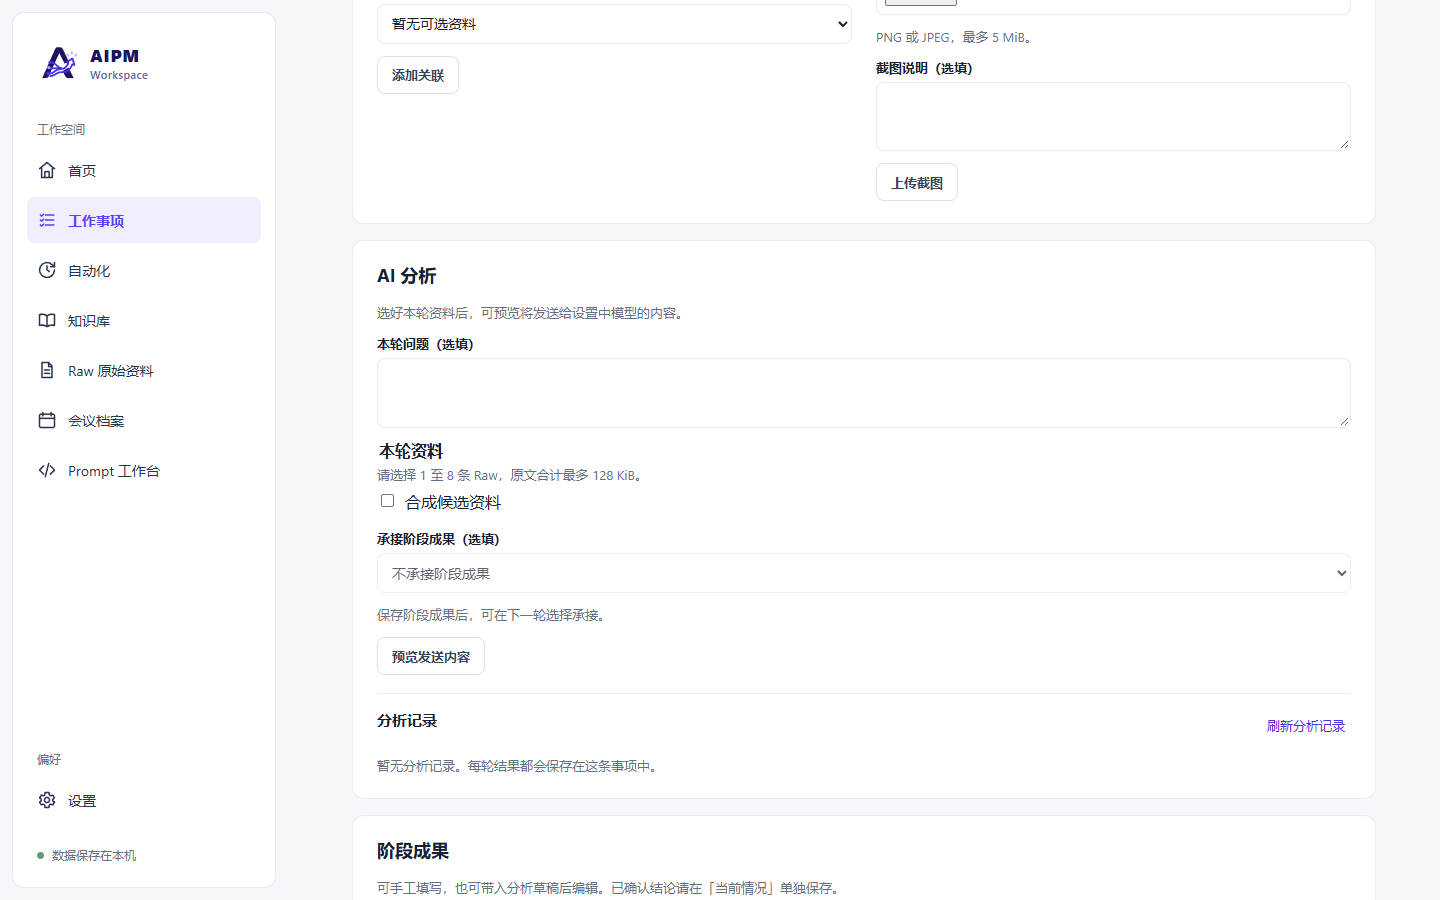 AIPM
Workspace
工作空间
首页
工作事项
自动化
知识库
Raw 原始资料
会议档案
Prompt 工作台
偏好
设置
数据保存在本机
暂无可选资料
添加关联
PNG 或 JPEG，最多 5 MiB。
截图说明（选填）
上传截图
AI 分析
选好本轮资料后，可预览将发送给设置中模型的内容。
本轮问题（选填）
本轮资料
请选择 1 至 8 条 Raw，原文合计最多 128 KiB。
合成候选资料
承接阶段成果（选填）
不承接阶段成果
保存阶段成果后，可在下一轮选择承接。
预览发送内容
分析记录
刷新分析记录
暂无分析记录。每轮结果都会保存在这条事项中。
阶段成果
可手工填写，也可带入分析草稿后编辑。已确认结论请在「当前情况」单独保存。